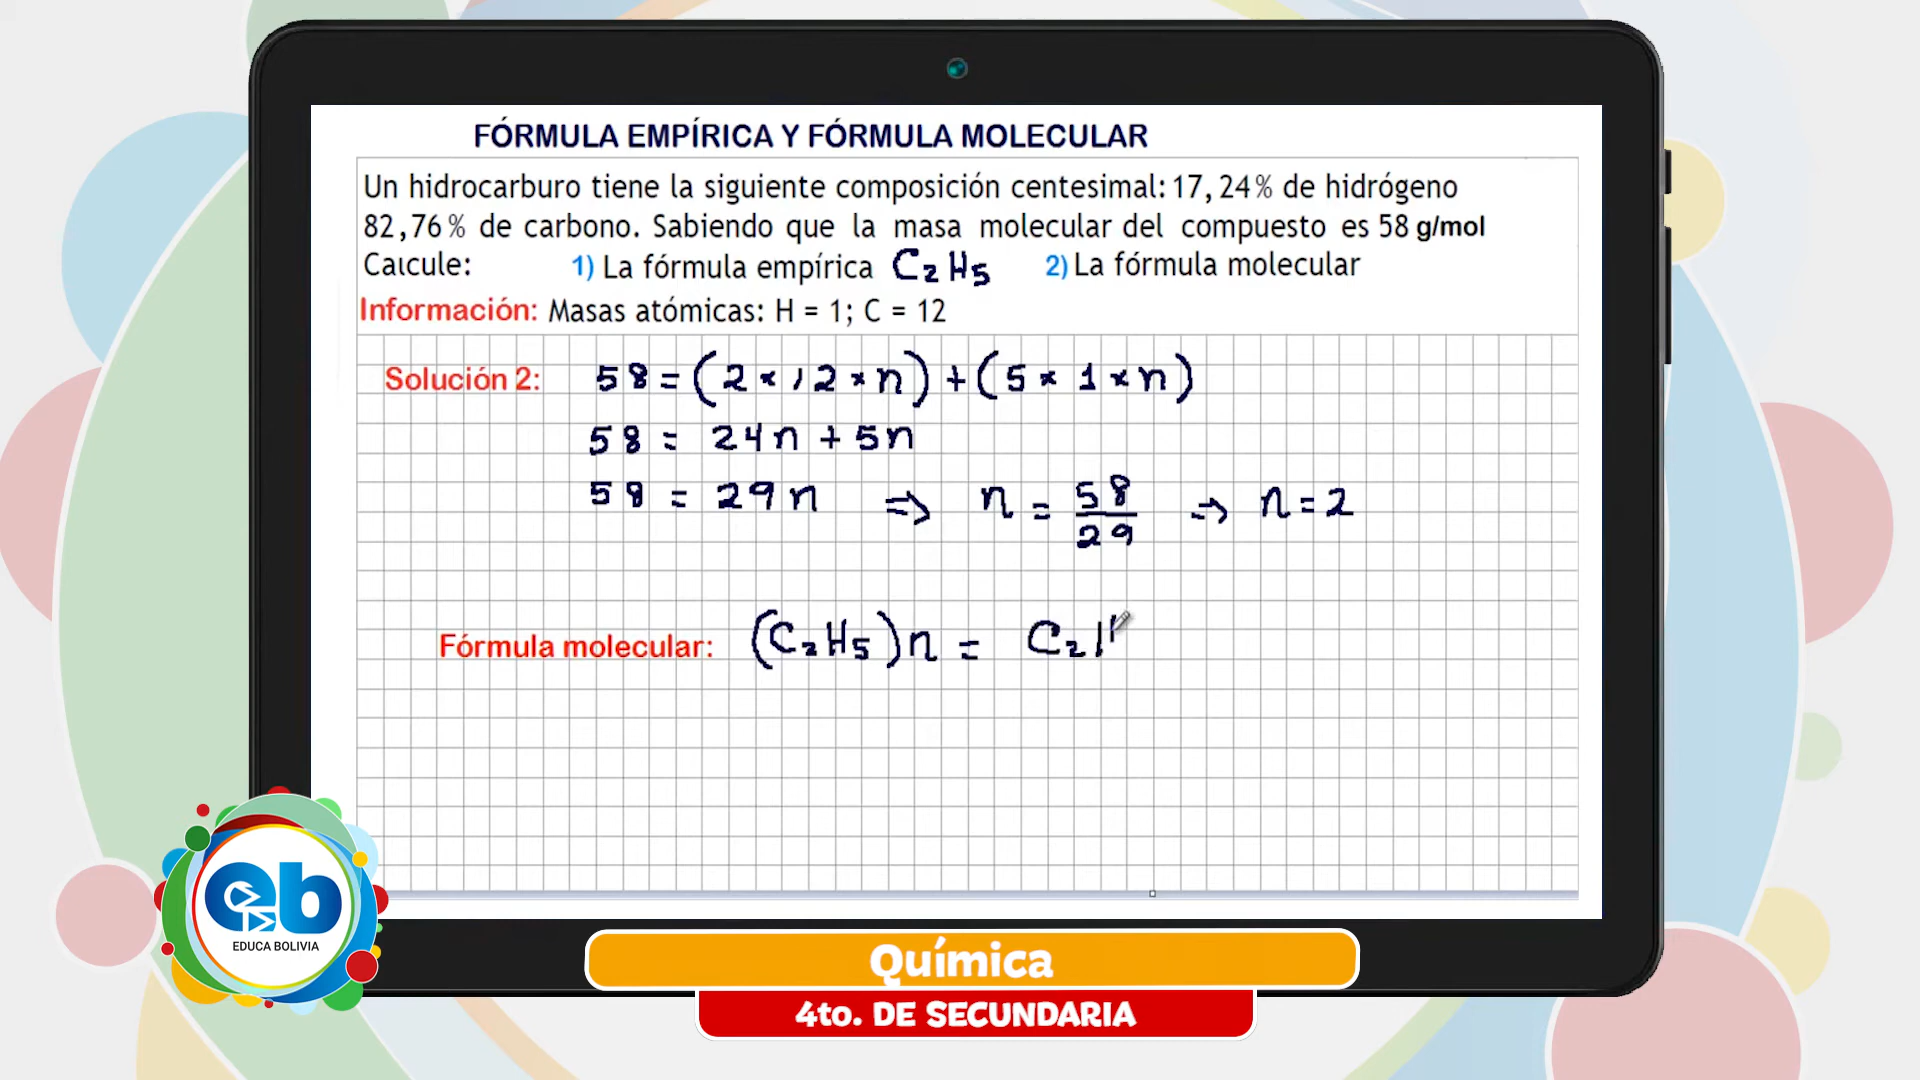 FÓRMULA EMPÍRICA Y FÓRMULA MOLECULAR
Un hidrocarburo tiene la siguiente composición centesimal: 17,24% de hidrógeno
82,76% de carbono. Sabiendo que la masa molecular del compuesto es 58 g/mol
Calcule: 1) La fórmula empírica C₂H₅ 2) La fórmula molecular
Información: Masas atómicas: H = 1; C = 12
Solución 2: 58 = (2 × 12 × n) + (5 × 1 × n)
58 = 24n + 5n
58 = 29n ⇒ n = 58/29 → n = 2
Fórmula molecular: (C₂H₅)n = C₂
eb
EDUCA BOLIVIA
Química
4to. DE SECUNDARIA